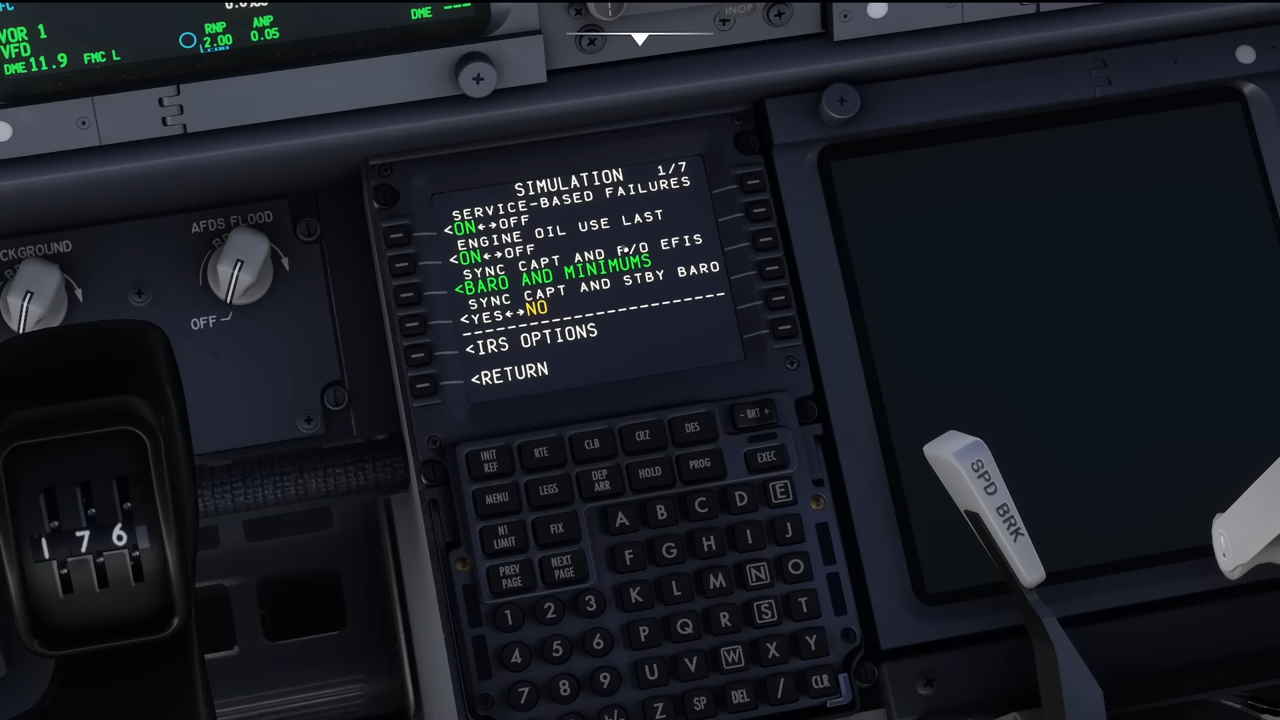 VOR 1
VFD
DME 11.9 FMC L
RNP ANP
2.00 0.05
DME ---
INOP
AFDS FLOOD
OFF
1 7 6
SIMULATION 1/7
SERVICE-BASED FAILURES
<ON↔OFF
ENGINE OIL USE LAST
<ON↔OFF
SYNC CAPT AND F/O EFIS
<BARO AND MINIMUMS
SYNC CAPT AND STBY BARO
<YES↔NO
------------------------
<IRS OPTIONS
<RETURN
INIT REF
RTE
CLB
CRZ
DES
- BRT +
MENU
LEGS
DEP ARR
HOLD
PROG
EXEC
N1 LIMIT
FIX
PREV PAGE
NEXT PAGE
A B C D E
F G H I J
K L M N O
P Q R S T
U V W X Y
Z SP DEL / CLR
1 2 3
4 5 6
7 8 9
SPD BRK